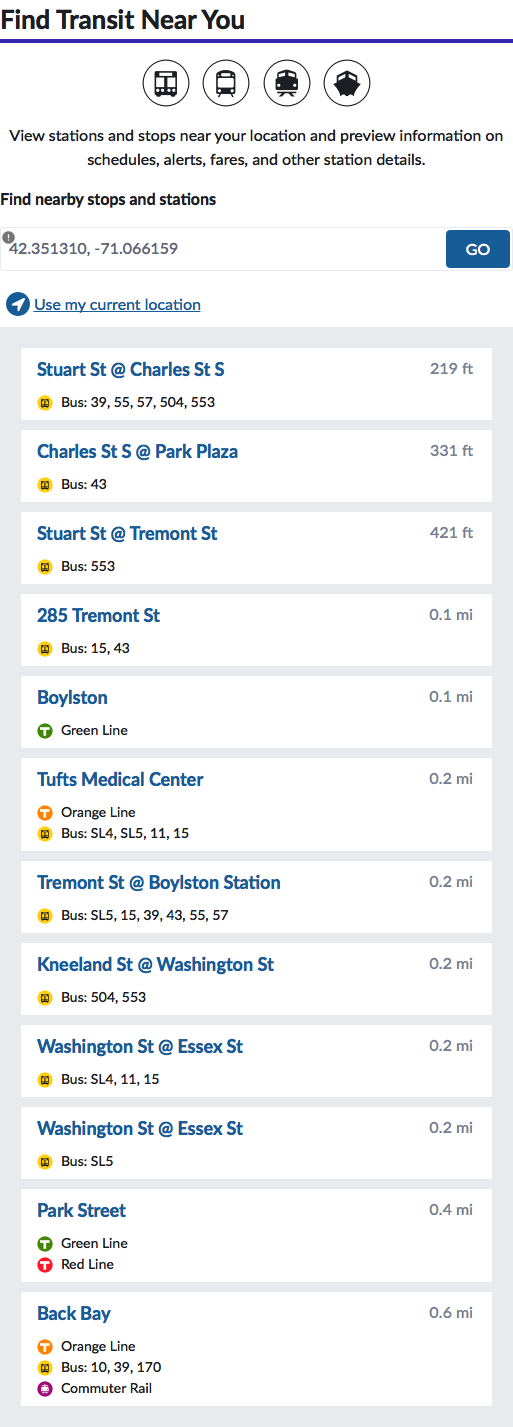 Find Transit Near You
View stations and stops near your location and preview information on
schedules, alerts, fares, and other station details.
Find nearby stops and stations
42.351310, -71.066159
GO
Use my current location
Stuart St @ Charles St S
219 ft
Bus: 39, 55, 57, 504, 553
Charles St S @ Park Plaza
331 ft
Bus: 43
Stuart St @ Tremont St
421 ft
Bus: 553
285 Tremont St
0.1 mi
Bus: 15, 43
Boylston
0.1 mi
T
Green Line
Tufts Medical Center
0.2 mi
T
Orange Line
Bus: SL4, SL5, 11, 15
Tremont St @ Boylston Station
0.2 mi
Bus: SL5, 15, 39, 43, 55, 57
Kneeland St @ Washington St
0.2 mi
Bus: 504, 553
Washington St @ Essex St
0.2 mi
Bus: SL4, 11, 15
Washington St @ Essex St
0.2 mi
Bus: SL5
Park Street
0.4 mi
T
Green Line
T
Red Line
Back Bay
0.6 mi
T
Orange Line
Bus: 10, 39, 170
Commuter Rail